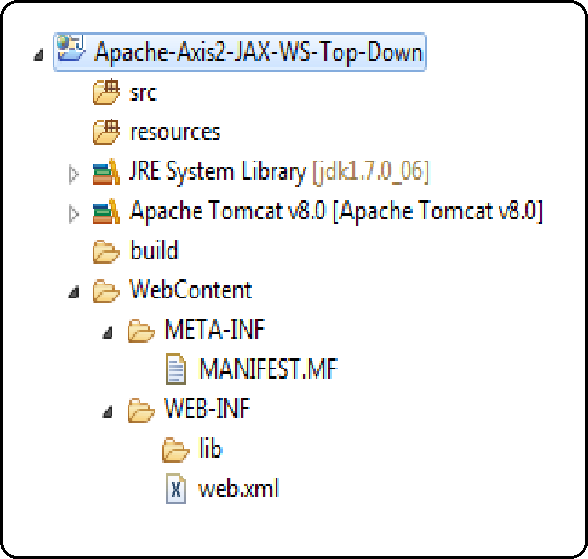 Apache-Axis2-JAX-WS-Top-Down
src
resources
JRE System Library [jdk1.7.0_06]
Apache Tomcat v8.0 [Apache Tomcat v8.0]
build
WebContent
META-INF
MANIFEST.MF
WEB-INF
lib
web.xml